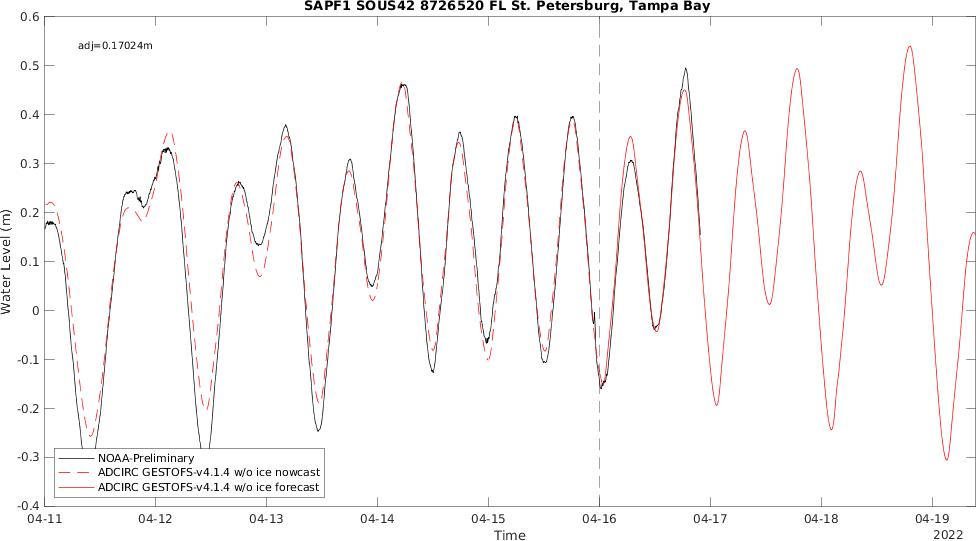 SAPF1 SOUS42 8726520 FL St. Petersburg, Tampa Bay
adj=0.17024m
0.6
0.5
0.4
0.3
0.2
0.1
0
-0.1
-0.2
-0.3
-0.4
Water Level (m)
NOAA-Preliminary
ADCIRC GESTOFS-v4.1.4 w/o ice nowcast
ADCIRC GESTOFS-v4.1.4 w/o ice forecast
04-11 04-12 04-13 04-14 04-15 04-16 04-17 04-18 04-19
Time
2022